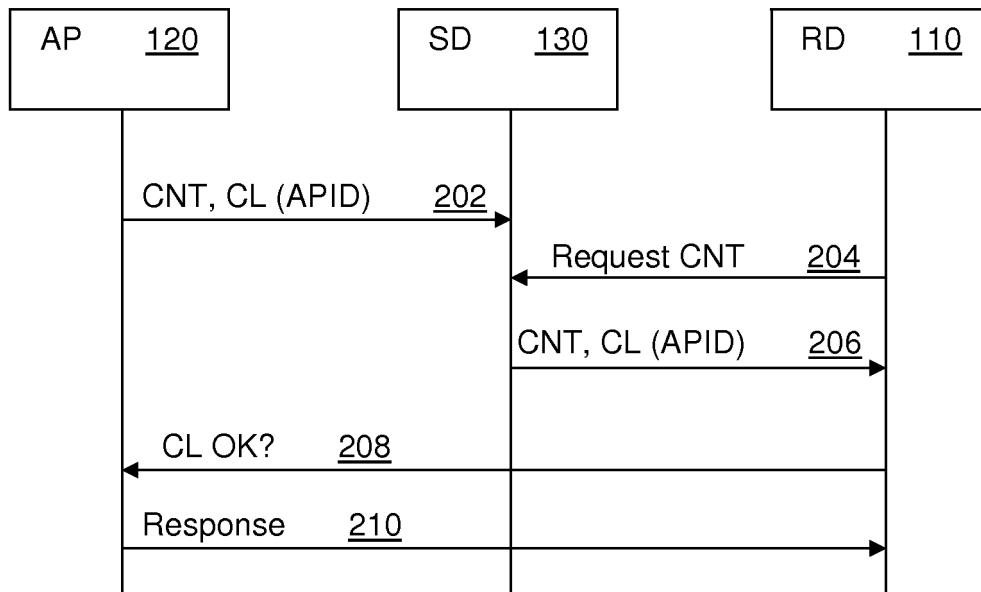 AP 120 SD 130 RD 110
CNT, CL (APID) 202
Request CNT 204
CNT, CL (APID) 206
CL OK? 208
Response 210